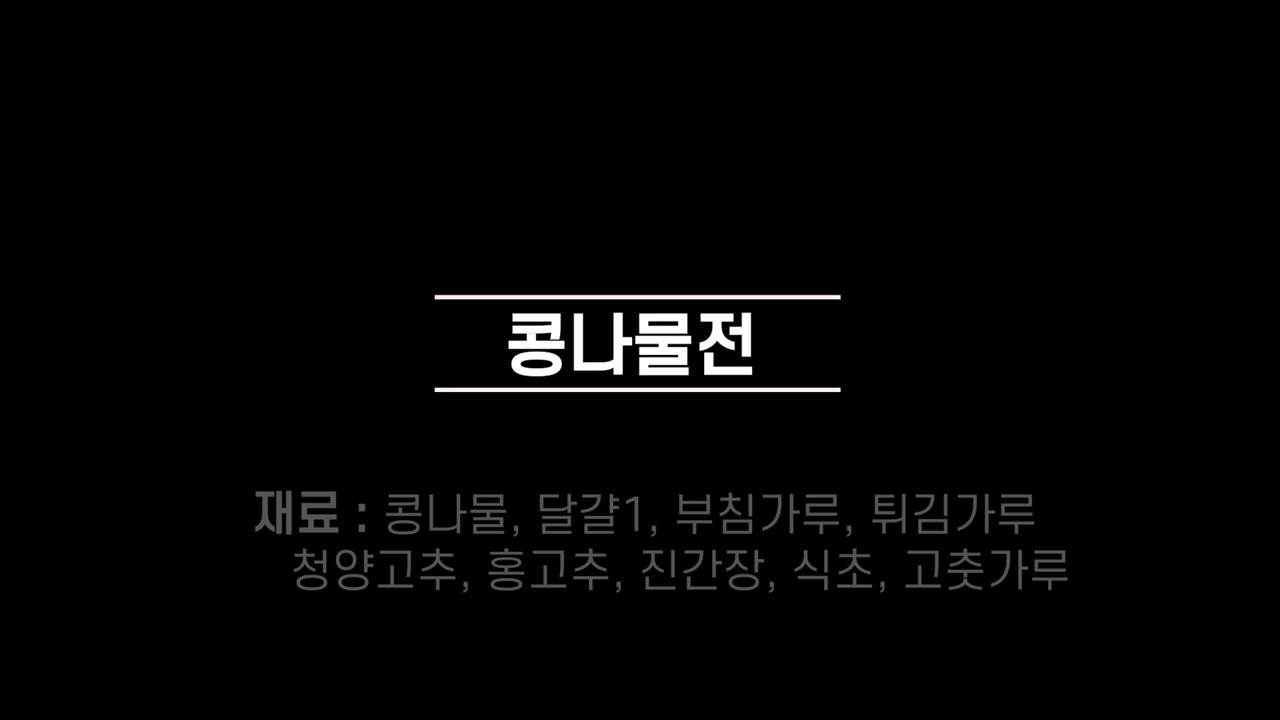 콩나물전
재료 : 콩나물, 달걀1, 부침가루, 튀김가루
청양고추, 홍고추, 진간장, 식초, 고춧가루